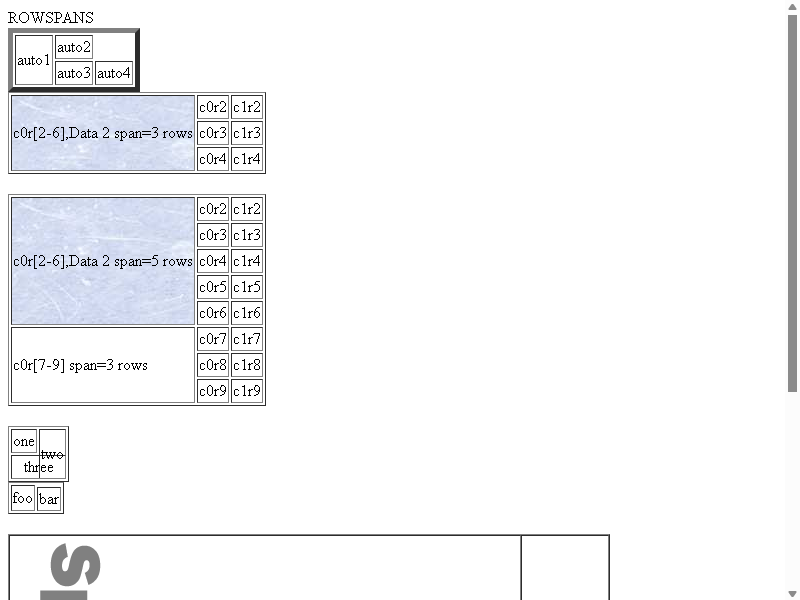 ROWSPANS
auto1 auto2
auto3 auto4
c0r[2-6],Data 2 span=3 rows c0r2 c1r2
c0r3 c1r3
c0r4 c1r4
c0r[2-6],Data 2 span=5 rows c0r2 c1r2
c0r3 c1r3
c0r4 c1r4
c0r5 c1r5
c0r6 c1r6
c0r[7-9] span=3 rows c0r7 c1r7
c0r8 c1r8
c0r9 c1r9
one two
three
foo bar